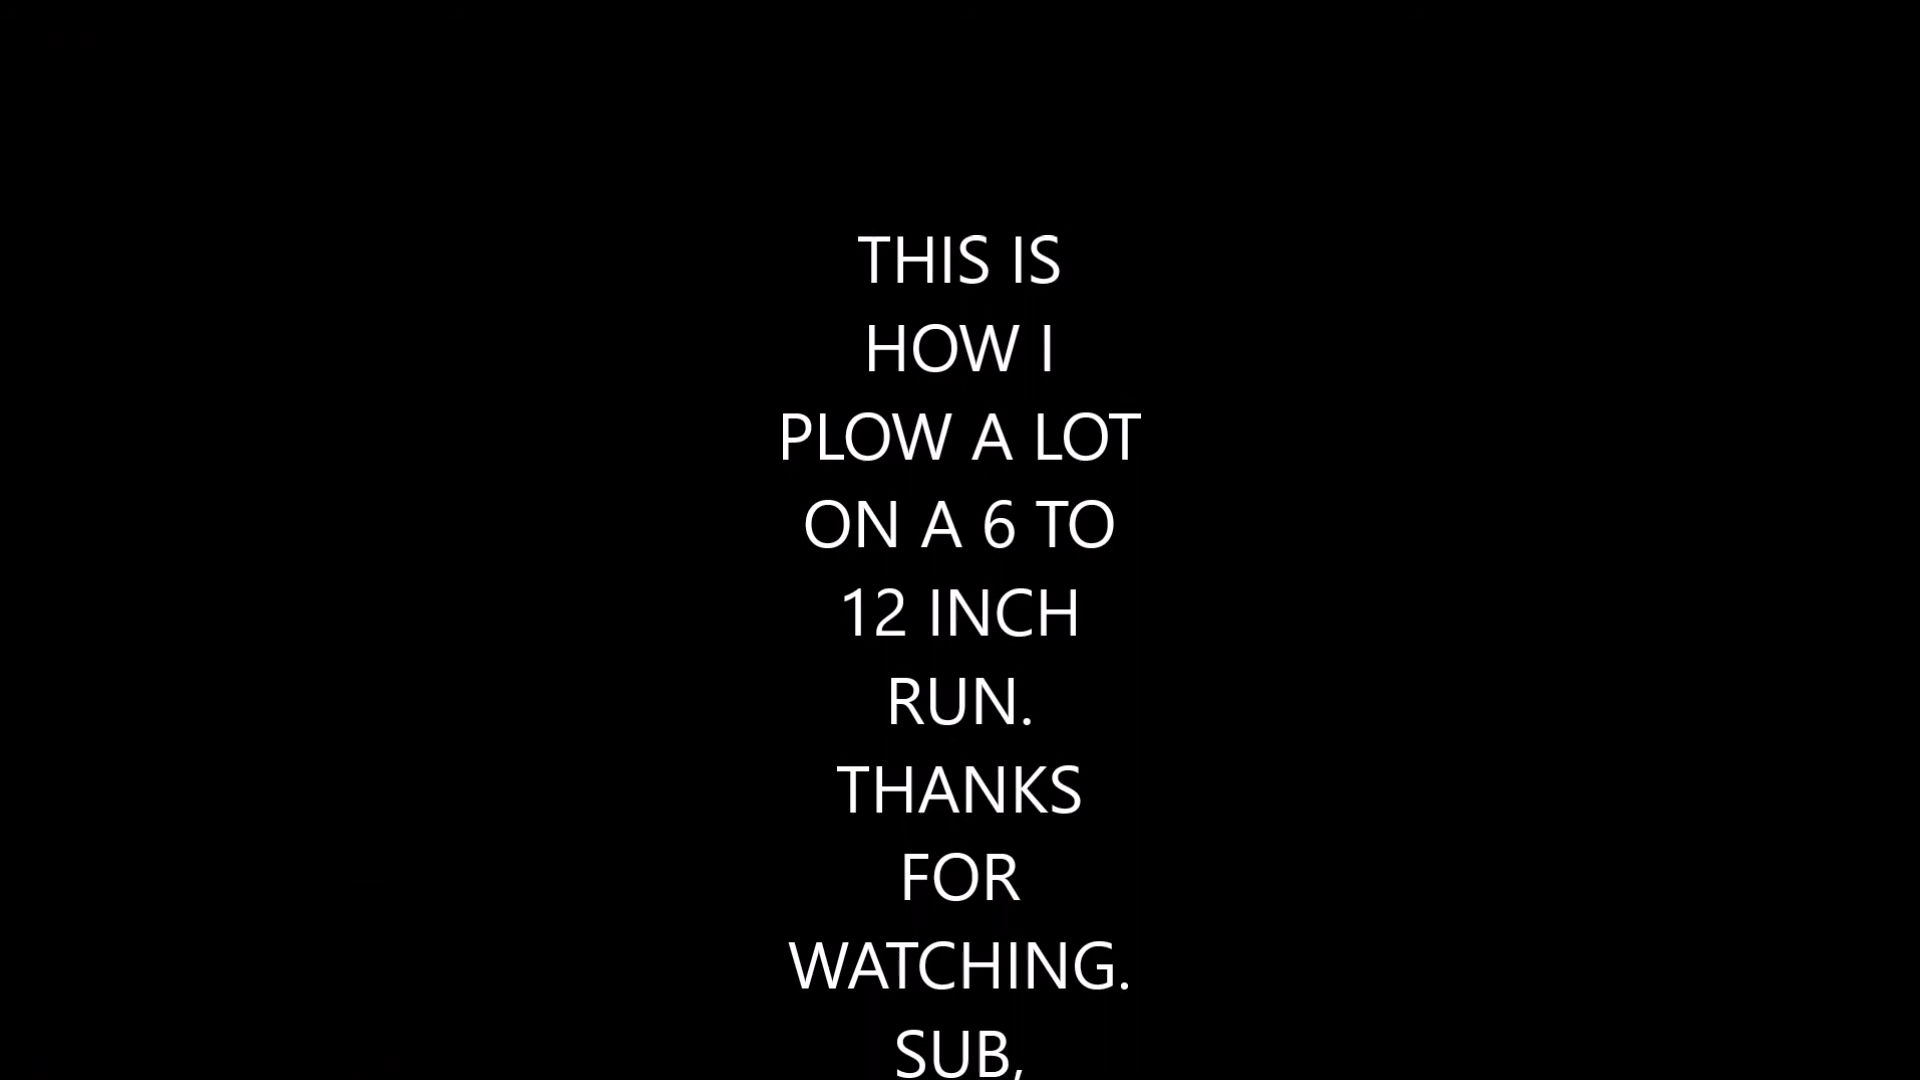 THIS IS
HOW I
PLOW A LOT
ON A 6 TO
12 INCH
RUN.
THANKS
FOR
WATCHING.
SUB,